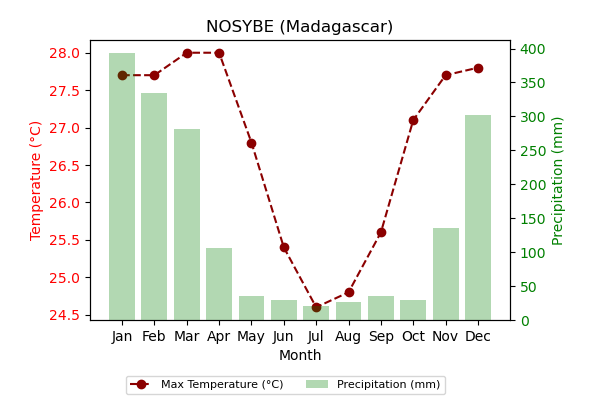 NOSYBE (Madagascar)
28.0
27.5
27.0
26.5
26.0
25.5
25.0
24.5
Temperature (°C)
400
350
300
250
200
150
100
50
0
Precipitation (mm)
Jan Feb Mar Apr May Jun Jul Aug Sep Oct Nov Dec
Month
Max Temperature (°C) Precipitation (mm)